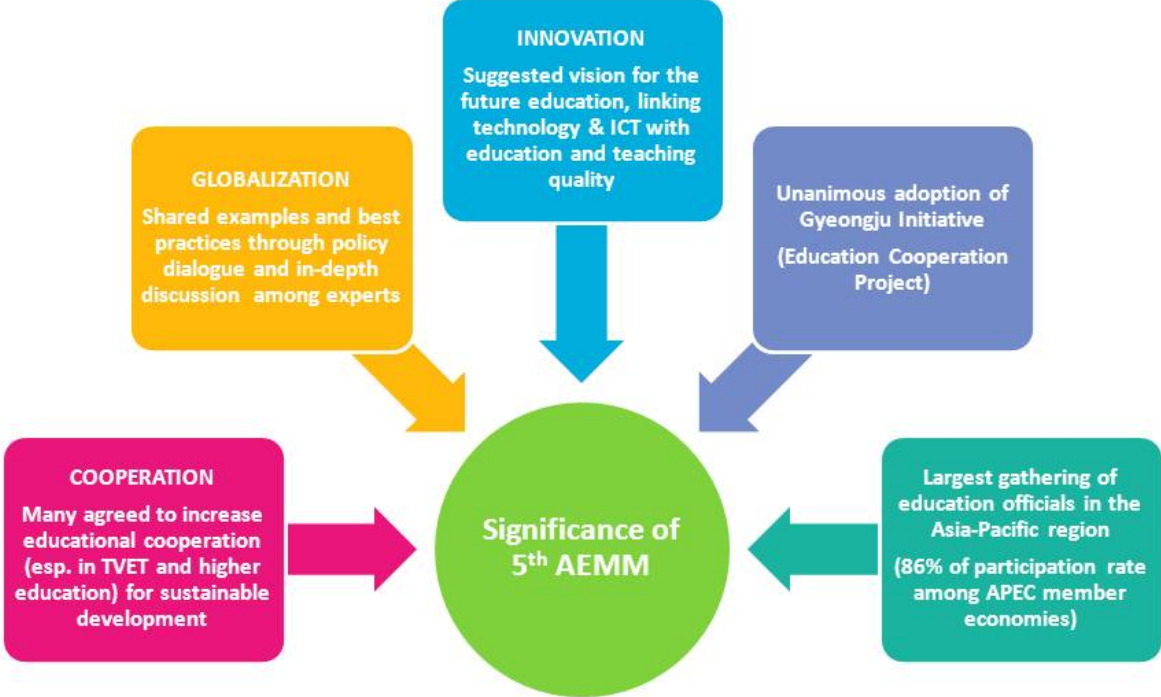 INNOVATION
Suggested vision for the
future education, linking
technology & ICT with
education and teaching
quality
GLOBALIZATION
Shared examples and best
practices through policy
dialogue and in-depth
discussion among experts
Unanimous adoption of
Gyeongju Initiative
(Education Cooperation
Project)
COOPERATION
Many agreed to increase
educational cooperation
(esp. in TVET and higher
education) for sustainable
development
Significance of
5th AEMM
Largest gathering of
education officials in the
Asia-Pacific region
(86% of participation rate
among APEC member
economies)